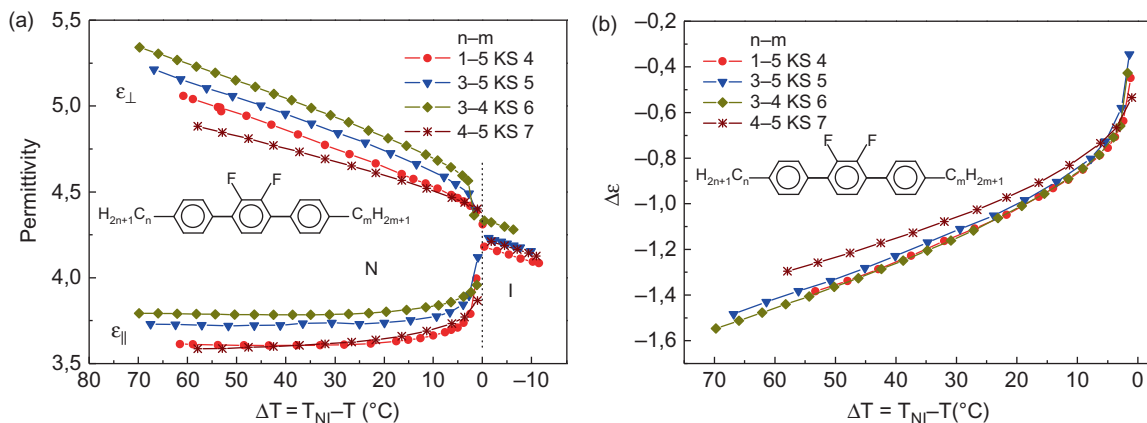 (a)
5,5
5,0
4,5
4,0
3,5
Permittivity
ε⊥
ε||
n–m
1–5 KS 4
3–5 KS 5
3–4 KS 6
4–5 KS 7
F F
H2n+1Cn
CmH2m+1
N
I
80 70 60 50 40 30 20 10 0 –10
ΔT = TNI–T (°C)
(b)
–0,2
–0,4
–0,6
–0,8
–1.0
–1.2
–1.4
–1.6
Δε
n–m
1–5 KS 4
3–5 KS 5
3–4 KS 6
4–5 KS 7
F F
H2n+1Cn
CmH2m+1
70 60 50 40 30 20 10 0
ΔT = TNI–T(°C)